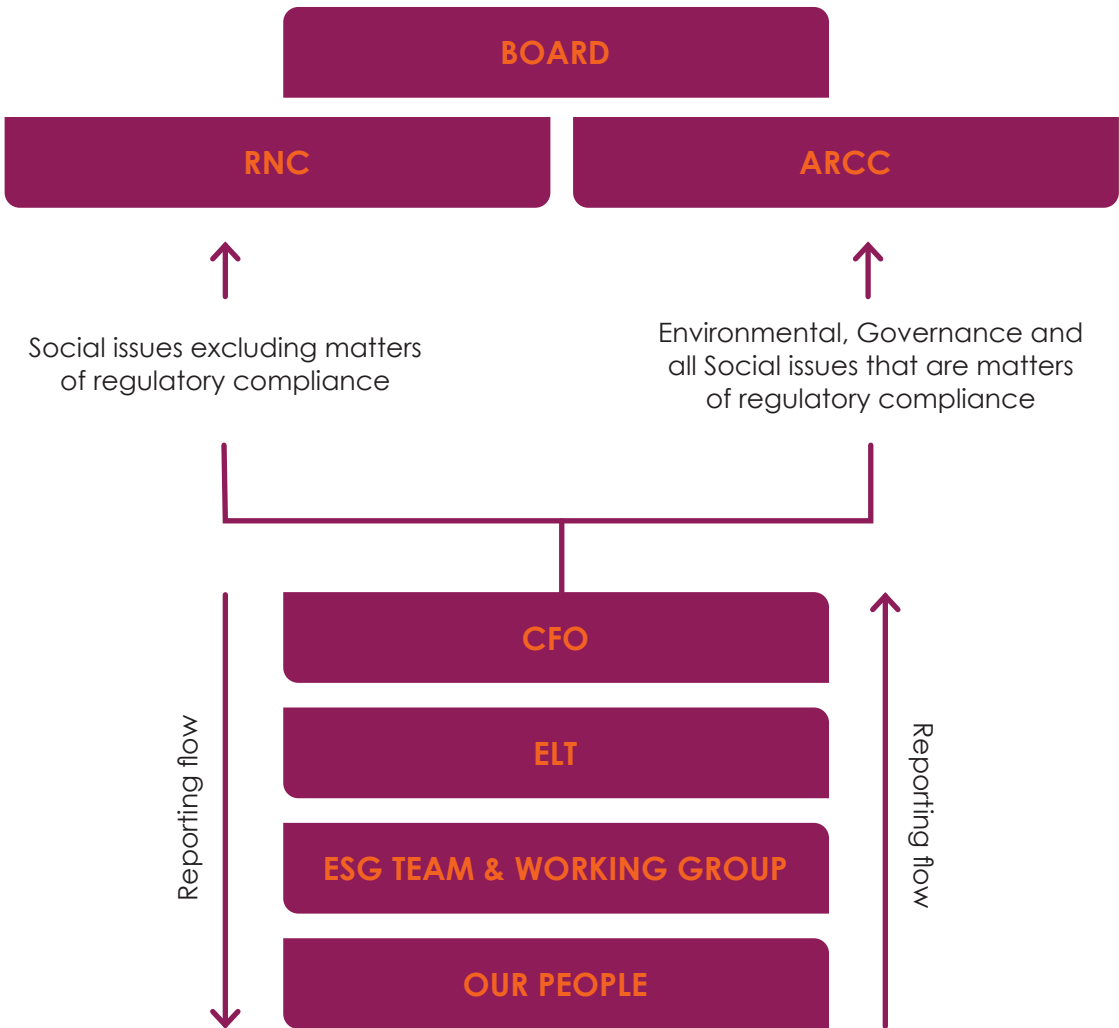 BOARD
RNC
ARCC
Social issues excluding matters
of regulatory compliance
Environmental, Governance and
all Social issues that are matters
of regulatory compliance
CFO
ELT
ESG TEAM & WORKING GROUP
OUR PEOPLE
Reporting flow
Reporting flow